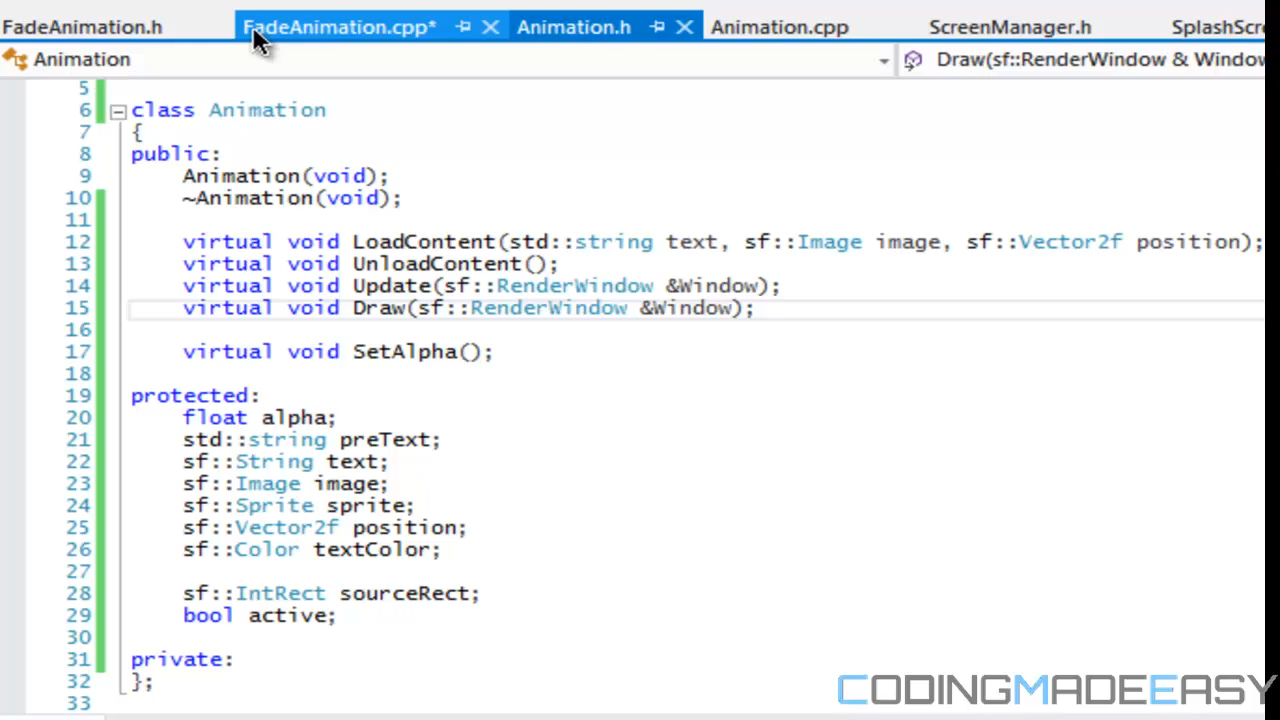 FadeAnimation.h FadeAnimation.cpp* Animation.h Animation.cpp ScreenManager.h SplashScre
Animation Draw(sf::RenderWindow & Window
5
6 class Animation
7 {
8 public:
9 Animation(void);
10 ~Animation(void);
11
12 virtual void LoadContent(std::string text, sf::Image image, sf::Vector2f position);
13 virtual void UnloadContent();
14 virtual void Update(sf::RenderWindow &Window);
15 virtual void Draw(sf::RenderWindow &Window);
16
17 virtual void SetAlpha();
18
19 protected:
20 float alpha;
21 std::string preText;
22 sf::String text;
23 sf::Image image;
24 sf::Sprite sprite;
25 sf::Vector2f position;
26 sf::Color textColor;
27
28 sf::IntRect sourceRect;
29 bool active;
30
31 private:
32 };
33
CODINGMADEEASY